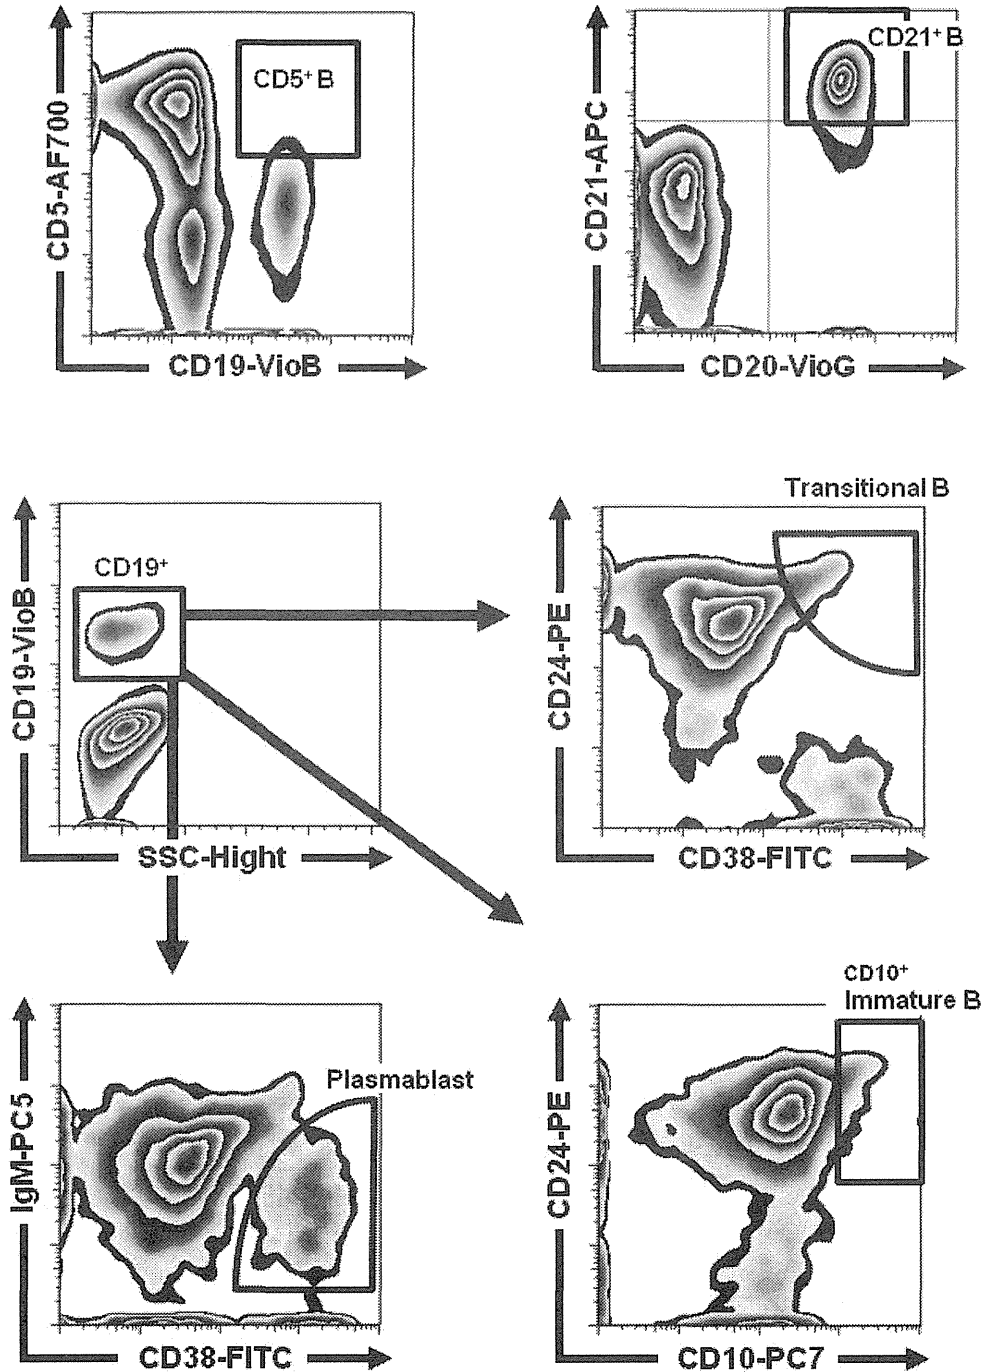 CD5⁺ B
CD5-AF700
CD19-VioB
CD21⁺ B
CD21-APC
CD20-VioG
CD19⁺
CD19-VioB
SSC-Hight
Transitional B
CD24-PE
CD38-FITC
Plasmablast
IgM-PC5
CD38-FITC
CD10⁺
Immature B
CD24-PE
CD10-PC7